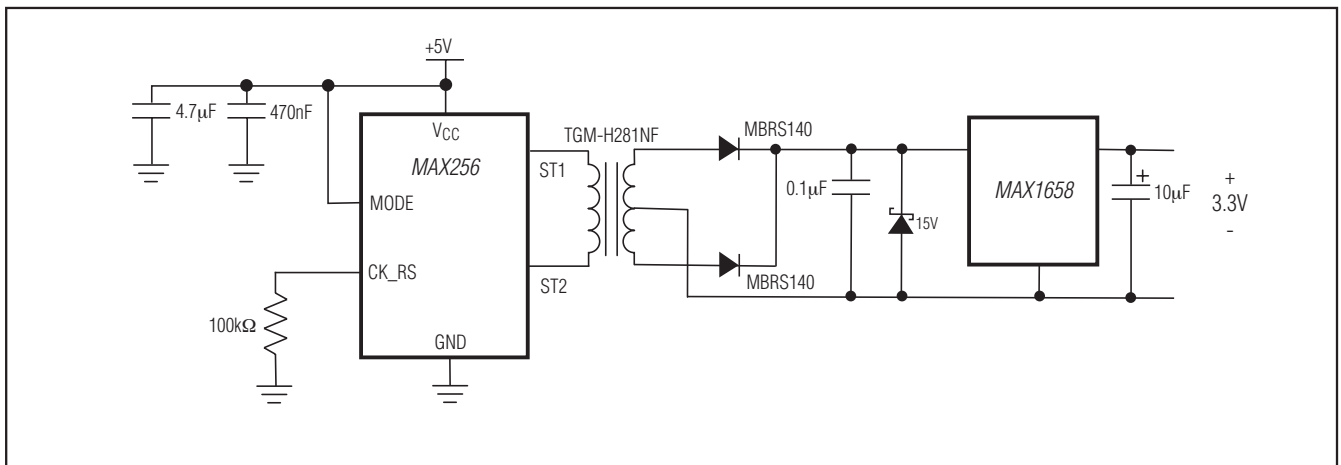 +5V
4.7µF
470nF
VCC
MAX256
MODE
CK_RS
GND
100kΩ
ST1
ST2
TGM-H281NF
MBRS140
MBRS140
0.1µF
15V
MAX1658
+
10µF
+
3.3V
-